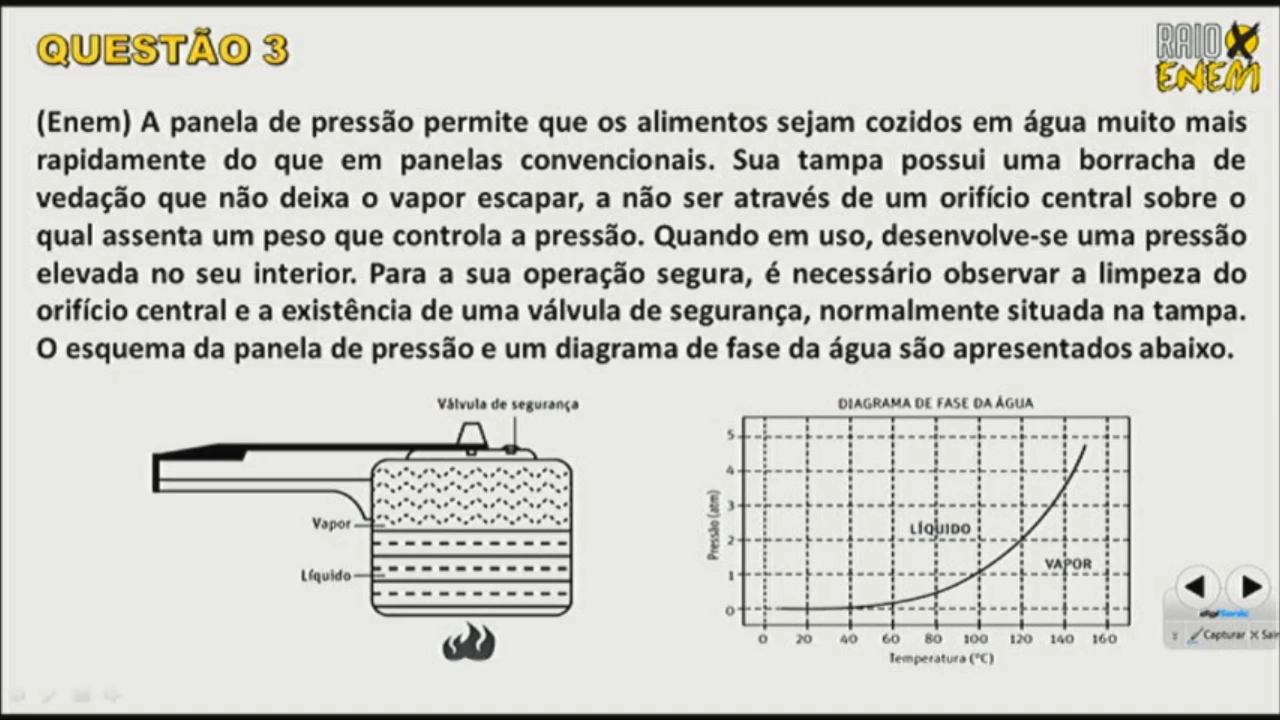 QUESTÃO 3
RAIO X
ENEM
(Enem) A panela de pressão permite que os alimentos sejam cozidos em água muito mais
rapidamente do que em panelas convencionais. Sua tampa possui uma borracha de
vedação que não deixa o vapor escapar, a não ser através de um orifício central sobre o
qual assenta um peso que controla a pressão. Quando em uso, desenvolve-se uma pressão
elevada no seu interior. Para a sua operação segura, é necessário observar a limpeza do
orifício central e a existência de uma válvula de segurança, normalmente situada na tampa.
O esquema da panela de pressão e um diagrama de fase da água são apresentados abaixo.
Válvula de segurança
Vapor
Líquido
DIAGRAMA DE FASE DA ÁGUA
Pressão (atm)
5
4
3
2
1
0
LÍQUIDO
VAPOR
0 20 40 60 80 100 120 140 160
Temperatura (°C)
digiSonic
Capturar X Sair